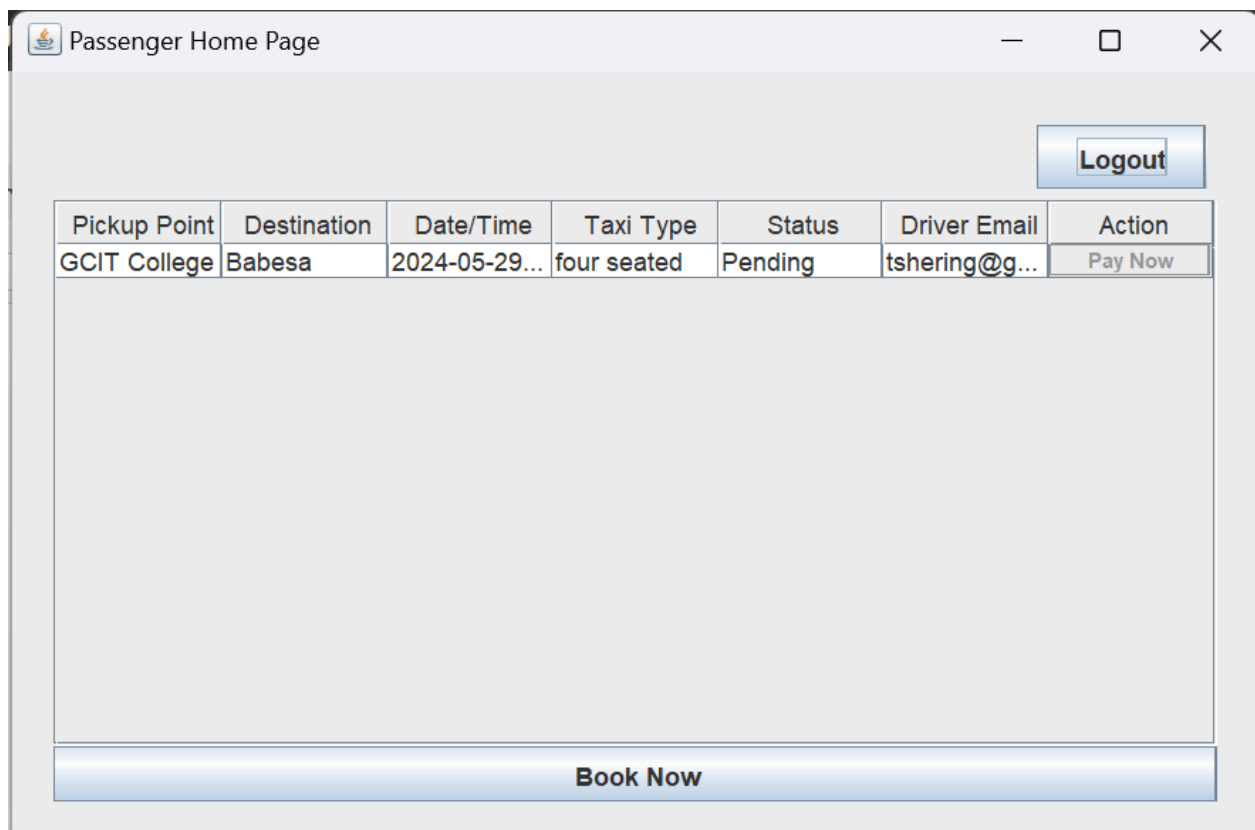 Passenger Home Page
Logout
Pickup Point Destination Date/Time Taxi Type Status Driver Email Action
GCIT College Babesa 2024-05-29... four seated Pending tshering@g... Pay Now
Book Now